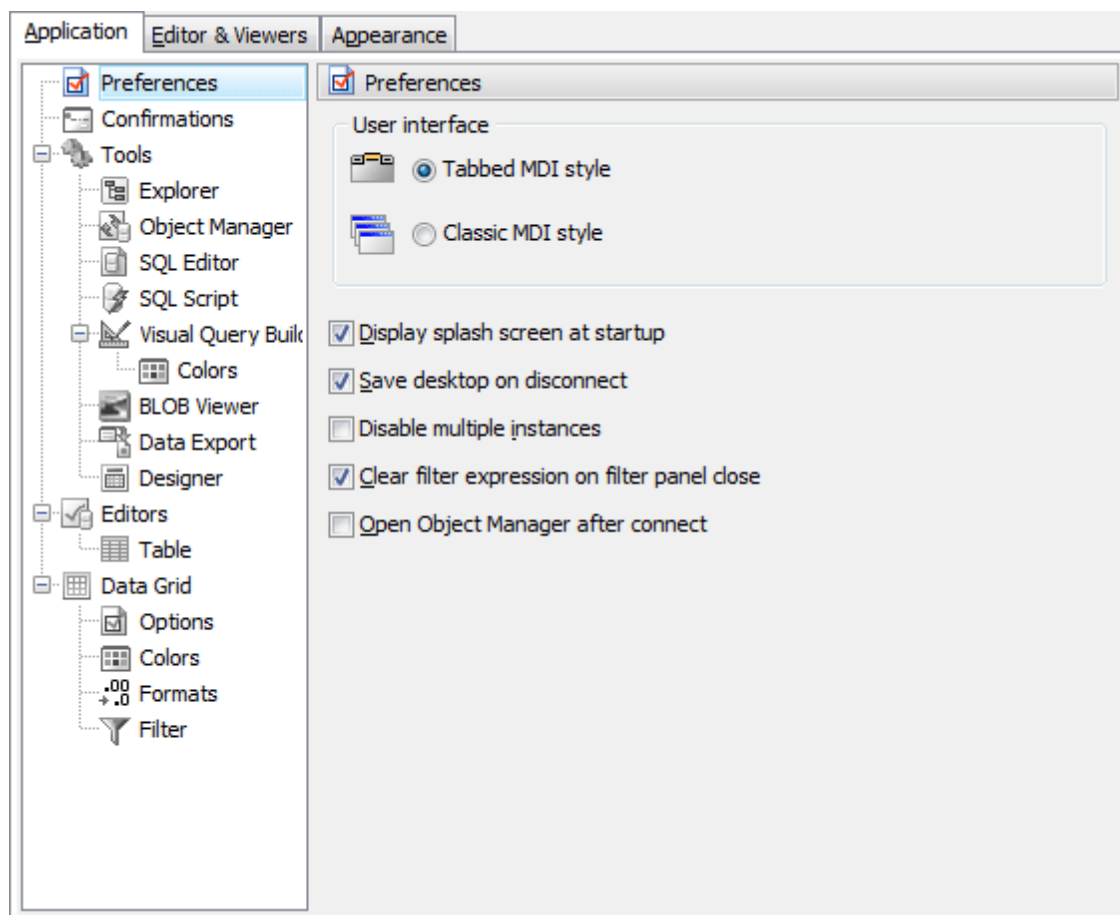 Application
Editor & Viewers
Appearance
Preferences
Confirmations
Tools
Explorer
Object Manager
SQL Editor
SQL Script
Visual Query Builc
Colors
BLOB Viewer
Data Export
Designer
Editors
Table
Data Grid
Options
Colors
Formats
Filter
Preferences
User interface
Tabbed MDI style
Classic MDI style
Display splash screen at startup
Save desktop on disconnect
Disable multiple instances
Clear filter expression on filter panel close
Open Object Manager after connect